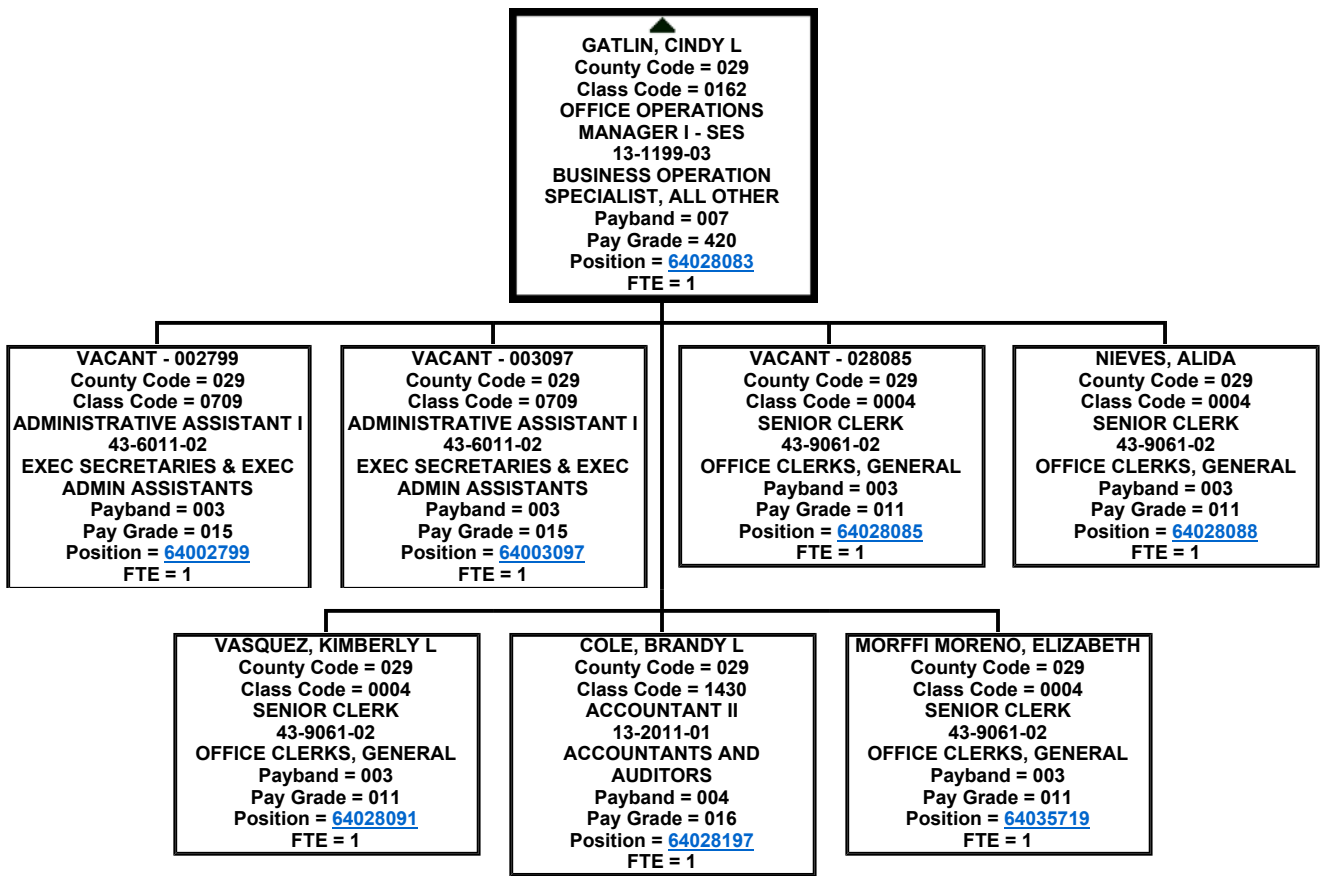 GATLIN, CINDY L
County Code = 029
Class Code = 0162
OFFICE OPERATIONS
MANAGER I - SES
13-1199-03
BUSINESS OPERATION
SPECIALIST, ALL OTHER
Payband = 007
Pay Grade = 420
Position = 64028083
FTE = 1
VACANT - 002799
County Code = 029
Class Code = 0709
ADMINISTRATIVE ASSISTANT I
43-6011-02
EXEC SECRETARIES & EXEC
ADMIN ASSISTANTS
Payband = 003
Pay Grade = 015
Position = 64002799
FTE = 1
VACANT - 003097
County Code = 029
Class Code = 0709
ADMINISTRATIVE ASSISTANT I
43-6011-02
EXEC SECRETARIES & EXEC
ADMIN ASSISTANTS
Payband = 003
Pay Grade = 015
Position = 64003097
FTE = 1
VACANT - 028085
County Code = 029
Class Code = 0004
SENIOR CLERK
43-9061-02
OFFICE CLERKS, GENERAL
Payband = 003
Pay Grade = 011
Position = 64028085
FTE = 1
NIEVES, ALIDA
County Code = 029
Class Code = 0004
SENIOR CLERK
43-9061-02
OFFICE CLERKS, GENERAL
Payband = 003
Pay Grade = 011
Position = 64028088
FTE = 1
VASQUEZ, KIMBERLY L
County Code = 029
Class Code = 0004
SENIOR CLERK
43-9061-02
OFFICE CLERKS, GENERAL
Payband = 003
Pay Grade = 011
Position = 64028091
FTE = 1
COLE, BRANDY L
County Code = 029
Class Code = 1430
ACCOUNTANT II
13-2011-01
ACCOUNTANTS AND
AUDITORS
Payband = 004
Pay Grade = 016
Position = 64028197
FTE = 1
MORFFI MORENO, ELIZABETH
County Code = 029
Class Code = 0004
SENIOR CLERK
43-9061-02
OFFICE CLERKS, GENERAL
Payband = 003
Pay Grade = 011
Position = 64035719
FTE = 1